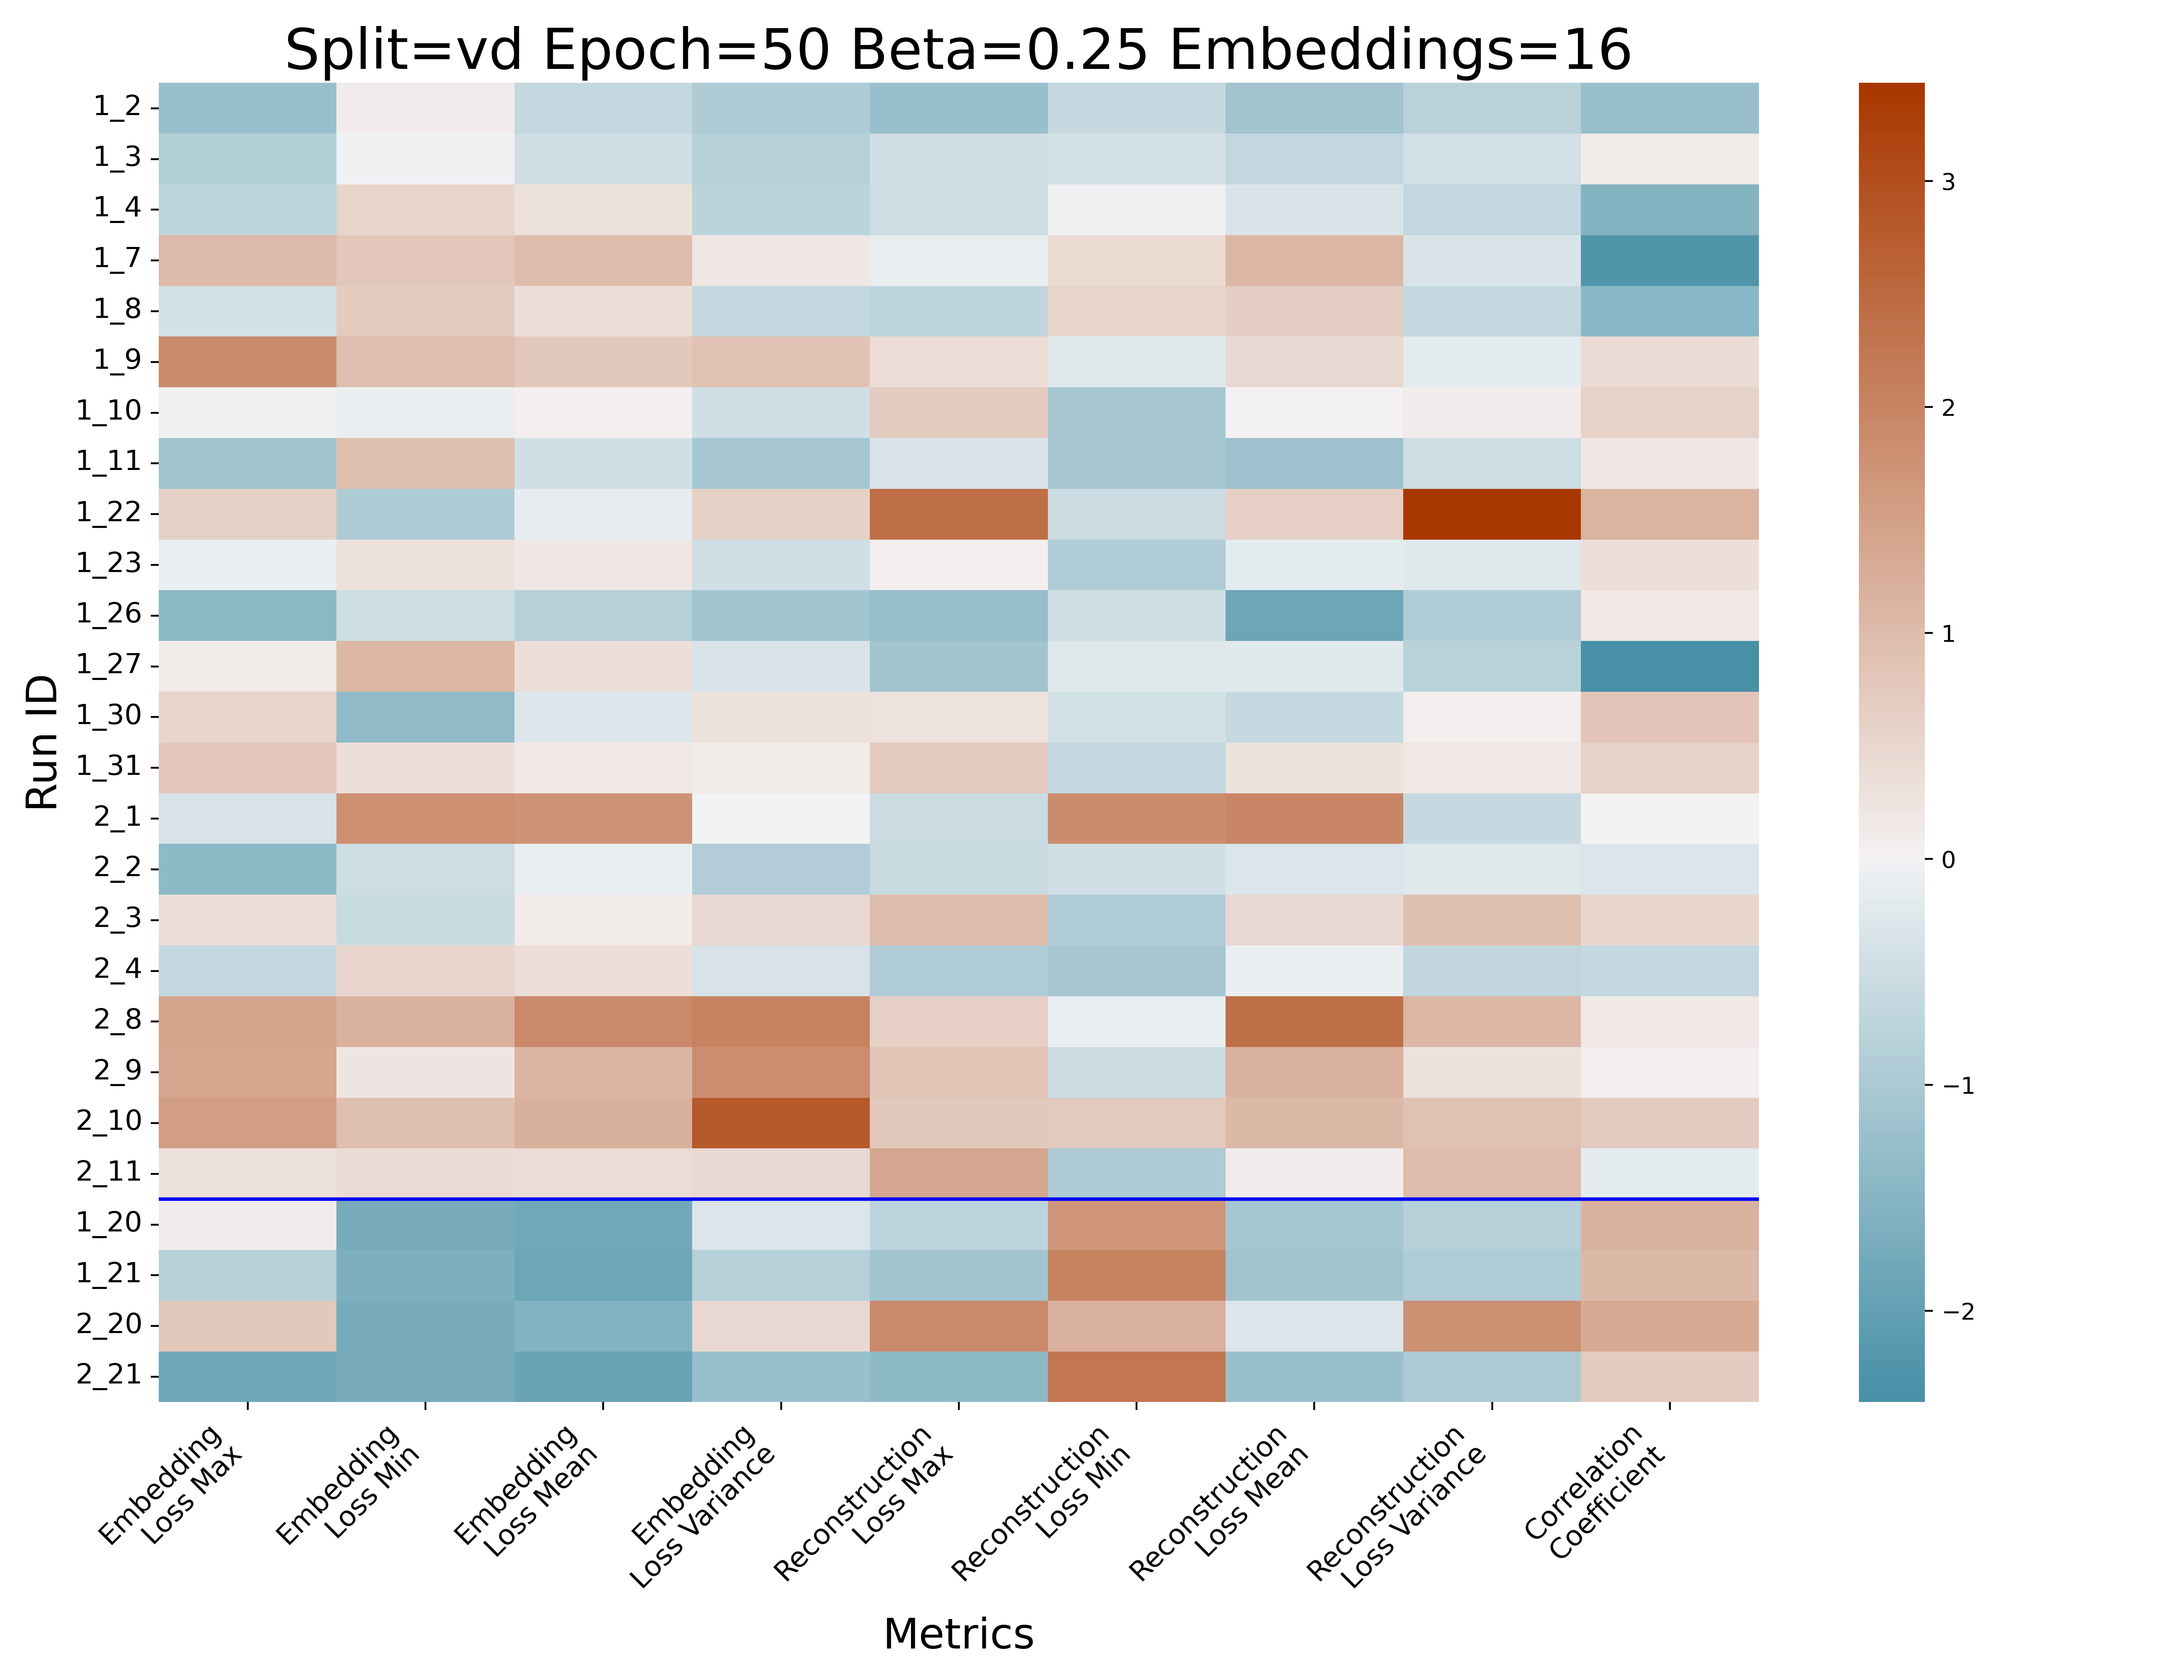 Split=vd Epoch=50 Beta=0.25 Embeddings=16
Run ID
1_2
1_3
1_4
1_7
1_8
1_9
1_10
1_11
1_22
1_23
1_26
1_27
1_30
1_31
2_1
2_2
2_3
2_4
2_8
2_9
2_10
2_11
1_20
1_21
2_20
2_21
Embedding
Loss Max
Embedding
Loss Min
Embedding
Loss Mean
Embedding
Loss Variance
Reconstruction
Loss Max
Reconstruction
Loss Min
Reconstruction
Loss Mean
Reconstruction
Loss Variance
Correlation
Coefficient
Metrics
3
2
1
0
−1
−2